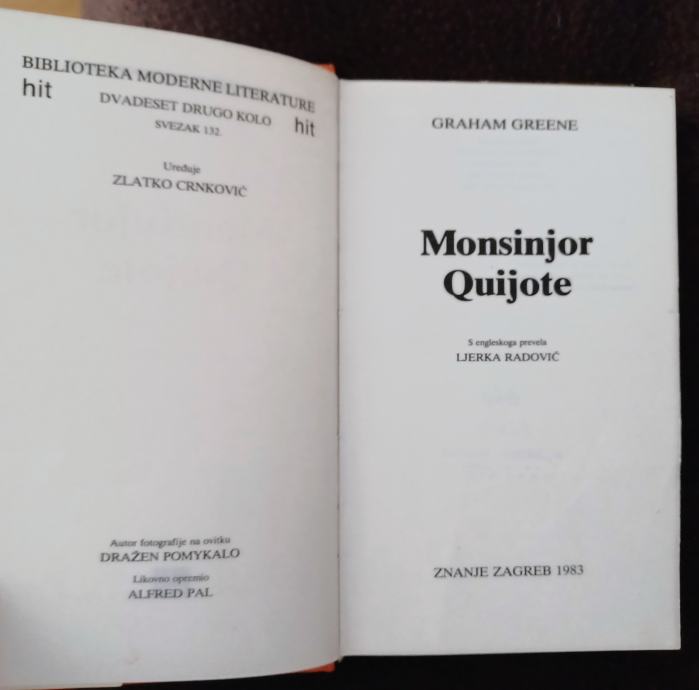 BIBLIOTEKA MODERNE LITERATURE
hit
DVADESET DRUGO KOLO
hit
SVEZAK 132.
Uređuje
ZLATKO CRNKOVIĆ
Autor fotografije na ovitku
DRAŽEN POMYKALO
Likovno opremio
ALFRED PAL
GRAHAM GREENE
Monsinjor
Quijote
S engleskoga prevela
LJERKA RADOVIĆ
ZNANJE ZAGREB 1983